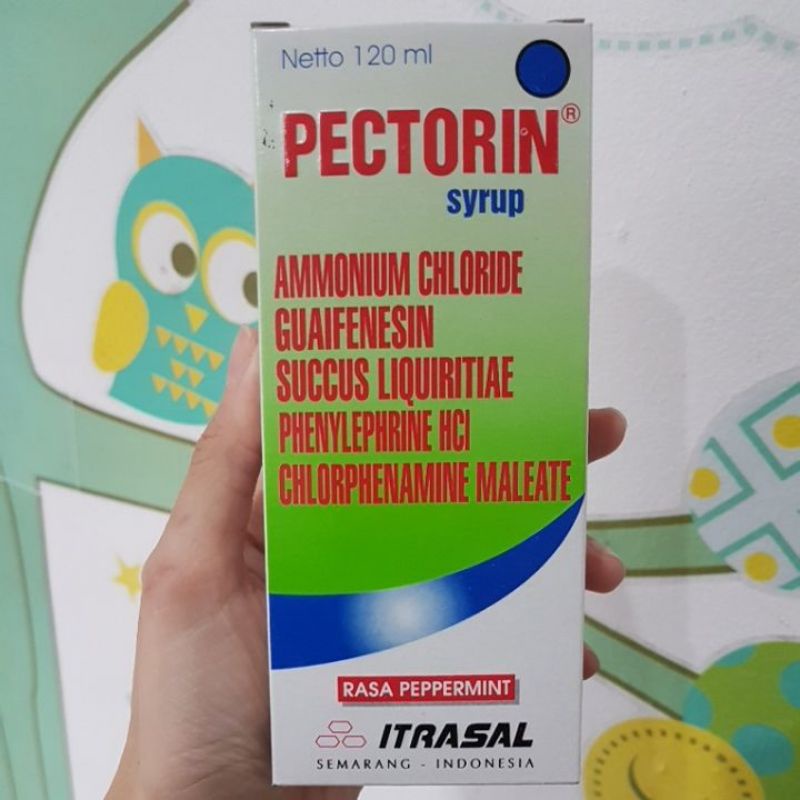 Netto 120 ml
PECTORIN®
syrup
AMMONIUM CHLORIDE
GUAIFENESIN
SUCCUS LIQUIRITIAE
PHENYLEPHRINE HCl
CHLORPHENAMINE MALEATE
RASA PEPPERMINT
ITRASAL
SEMARANG - INDONESIA